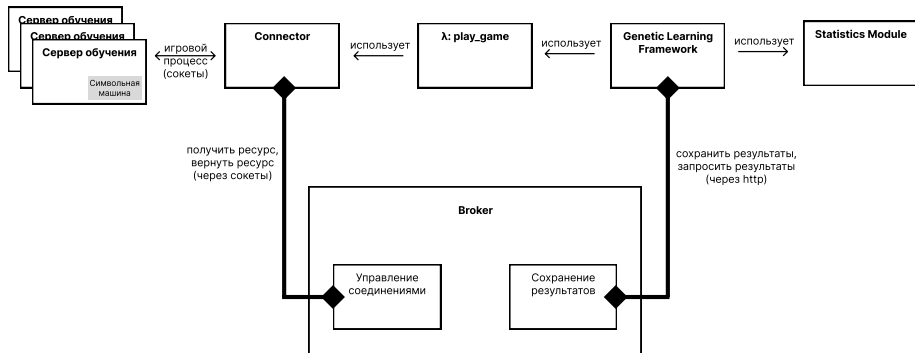 Сервер обучения
Сервер обучения
Сервер обучения
Символьная
машина
игровой
процесс
(сокеты)
Connector
использует
λ: play_game
использует
Genetic Learning
Framework
использует
Statistics Module
получить ресурс,
вернуть ресурс
(через сокеты)
сохранить результаты,
запросить результаты
(через http)
Broker
Управление
соединениями
Сохранение
результатов